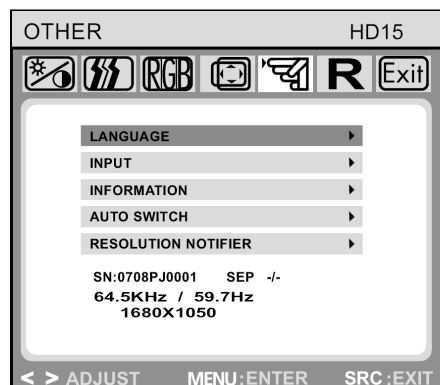 OTHER HD15
RGB R Exit
LANGUAGE
INPUT
INFORMATION
AUTO SWITCH
RESOLUTION NOTIFIER
SN:0708PJ0001 SEP -/-
64.5KHz / 59.7Hz
1680X1050
< > ADJUST MENU:ENTER SRC:EXIT